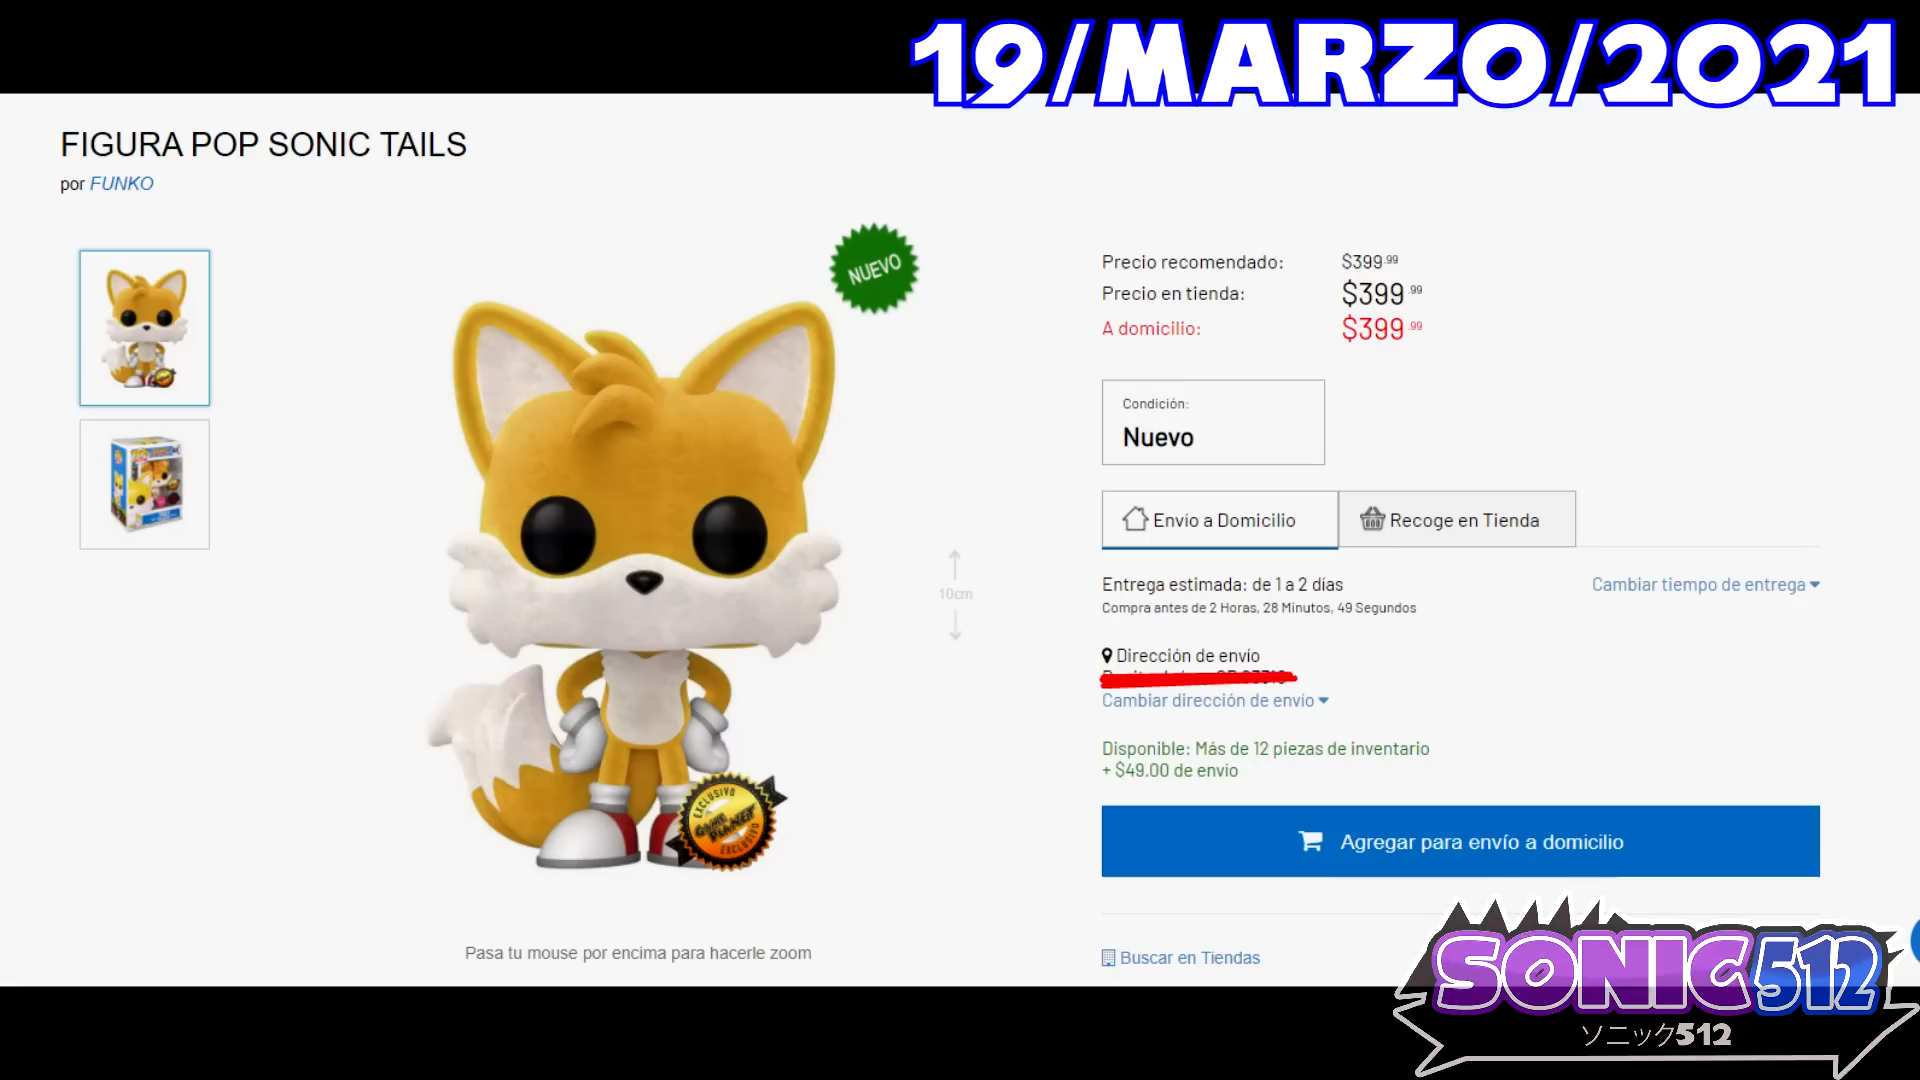 19/MARZO/2021
FIGURA POP SONIC TAILS
por FUNKO
NUEVO
Precio recomendado: $399.99
Precio en tienda: $399.99
A domicilio: $399.99
Condición:
Nuevo
Envío a Domicilio
Recoge en Tienda
Entrega estimada: de 1 a 2 días
Cambiar tiempo de entrega
Compra antes de 2 Horas, 28 Minutos, 49 Segundos
10cm
Dirección de envío
Cambiar dirección de envío
Disponible: Más de 12 piezas de inventario
+ $49.00 de envío
EXCLUSIVO
GAME PLANET
EXCLUSIVO
Agregar para envío a domicilio
Pasa tu mouse por encima para hacerle zoom
Buscar en Tiendas
SONIC512
ソニック512